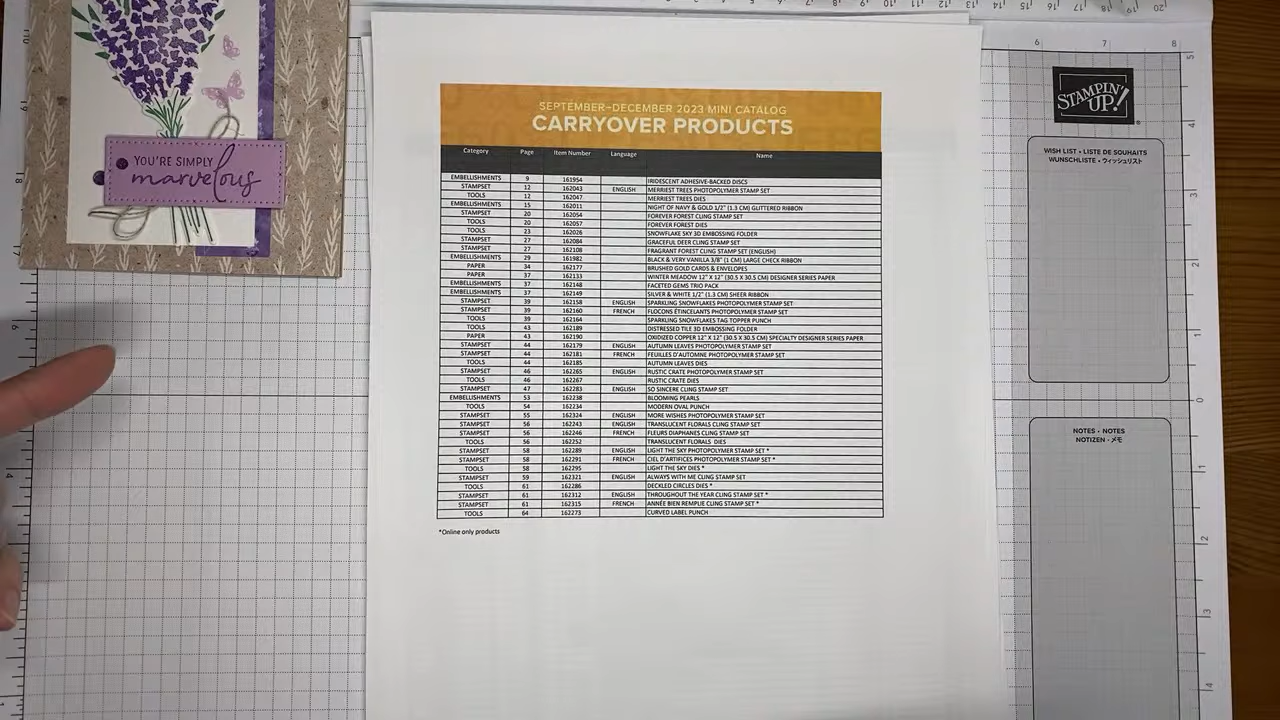 YOU'RE SIMPLY
marvelous
SEPTEMBER–DECEMBER 2023 MINI CATALOG
CARRYOVER PRODUCTS
Category Page Item Number Language Name
EMBELLISHMENTS 9 161954 IRIDESCENT ADHESIVE-BACKED DISCS
STAMPSET 12 162043 ENGLISH MERRIEST TREES PHOTOPOLYMER STAMP SET
TOOLS 12 162047 MERRIEST TREES DIES
EMBELLISHMENTS 15 162011 NIGHT OF NAVY & GOLD 1/2" (1.3 CM) GLITTERED RIBBON
STAMPSET 20 162054 FOREVER FOREST CLING STAMP SET
TOOLS 20 162057 FOREVER FOREST DIES
TOOLS 23 162026 SNOWFLAKE SKY 3D EMBOSSING FOLDER
STAMPSET 27 162084 GRACEFUL DEER CLING STAMP SET
STAMPSET 27 162108 FRAGRANT FOREST CLING STAMP SET (ENGLISH)
EMBELLISHMENTS 29 161982 BLACK & VERY VANILLA 3/8" (1 CM) LARGE CHECK RIBBON
PAPER 34 162177 BRUSHED GOLD CARDS & ENVELOPES
PAPER 37 162133 WINTER MEADOW 12" X 12" (30.5 X 30.5 CM) DESIGNER SERIES PAPER
EMBELLISHMENTS 37 162148 FACETED GEMS TRIO PACK
EMBELLISHMENTS 37 162149 SILVER & WHITE 1/2" (1.3 CM) SHEER RIBBON
STAMPSET 39 162158 ENGLISH SPARKLING SNOWFLAKES PHOTOPOLYMER STAMP SET
STAMPSET 39 162160 FRENCH FLOCONS ÉTINCELANTS PHOTOPOLYMER STAMP SET
TOOLS 39 162164 SPARKLING SNOWFLAKES TAG TOPPER PUNCH
TOOLS 43 162189 DISTRESSED TILE 3D EMBOSSING FOLDER
PAPER 43 162190 OXIDIZED COPPER 12" X 12" (30.5 X 30.5 CM) SPECIALTY DESIGNER SERIES PAPER
STAMPSET 44 162179 ENGLISH AUTUMN LEAVES PHOTOPOLYMER STAMP SET
STAMPSET 44 162181 FRENCH FEUILLES D'AUTOMNE PHOTOPOLYMER STAMP SET
TOOLS 44 162185 AUTUMN LEAVES DIES
STAMPSET 46 162265 ENGLISH RUSTIC CRATE PHOTOPOLYMER STAMP SET
TOOLS 46 162267 RUSTIC CRATE DIES
STAMPSET 47 162283 ENGLISH SO SINCERE CLING STAMP SET
EMBELLISHMENTS 53 162238 BLOOMING PEARLS
TOOLS 54 162234 MODERN OVAL PUNCH
STAMPSET 55 162324 ENGLISH MORE WISHES PHOTOPOLYMER STAMP SET
STAMPSET 56 162243 ENGLISH TRANSLUCENT FLORALS CLING STAMP SET
STAMPSET 56 162246 FRENCH FLEURS DIAPHANES CLING STAMP SET
TOOLS 56 162252 TRANSLUCENT FLORALS DIES
STAMPSET 58 162289 ENGLISH LIGHT THE SKY PHOTOPOLYMER STAMP SET *
STAMPSET 58 162291 FRENCH CIEL D'ARTIFICES PHOTOPOLYMER STAMP SET *
TOOLS 58 162295 LIGHT THE SKY DIES *
STAMPSET 59 162321 ENGLISH ALWAYS WITH ME CLING STAMP SET
TOOLS 61 162286 DECKLED CIRCLES DIES *
STAMPSET 61 162312 ENGLISH THROUGHOUT THE YEAR CLING STAMP SET *
STAMPSET 61 162315 FRENCH ANNÉE BIEN REMPLIE CLING STAMP SET *
TOOLS 64 162273 CURVED LABEL PUNCH
*Online only products
STAMPIN' UP!
WISH LIST • LISTE DE SOUHAITS
WUNSCHLISTE • ウィッシュリスト
NOTES • NOTES
NOTIZEN • メモ